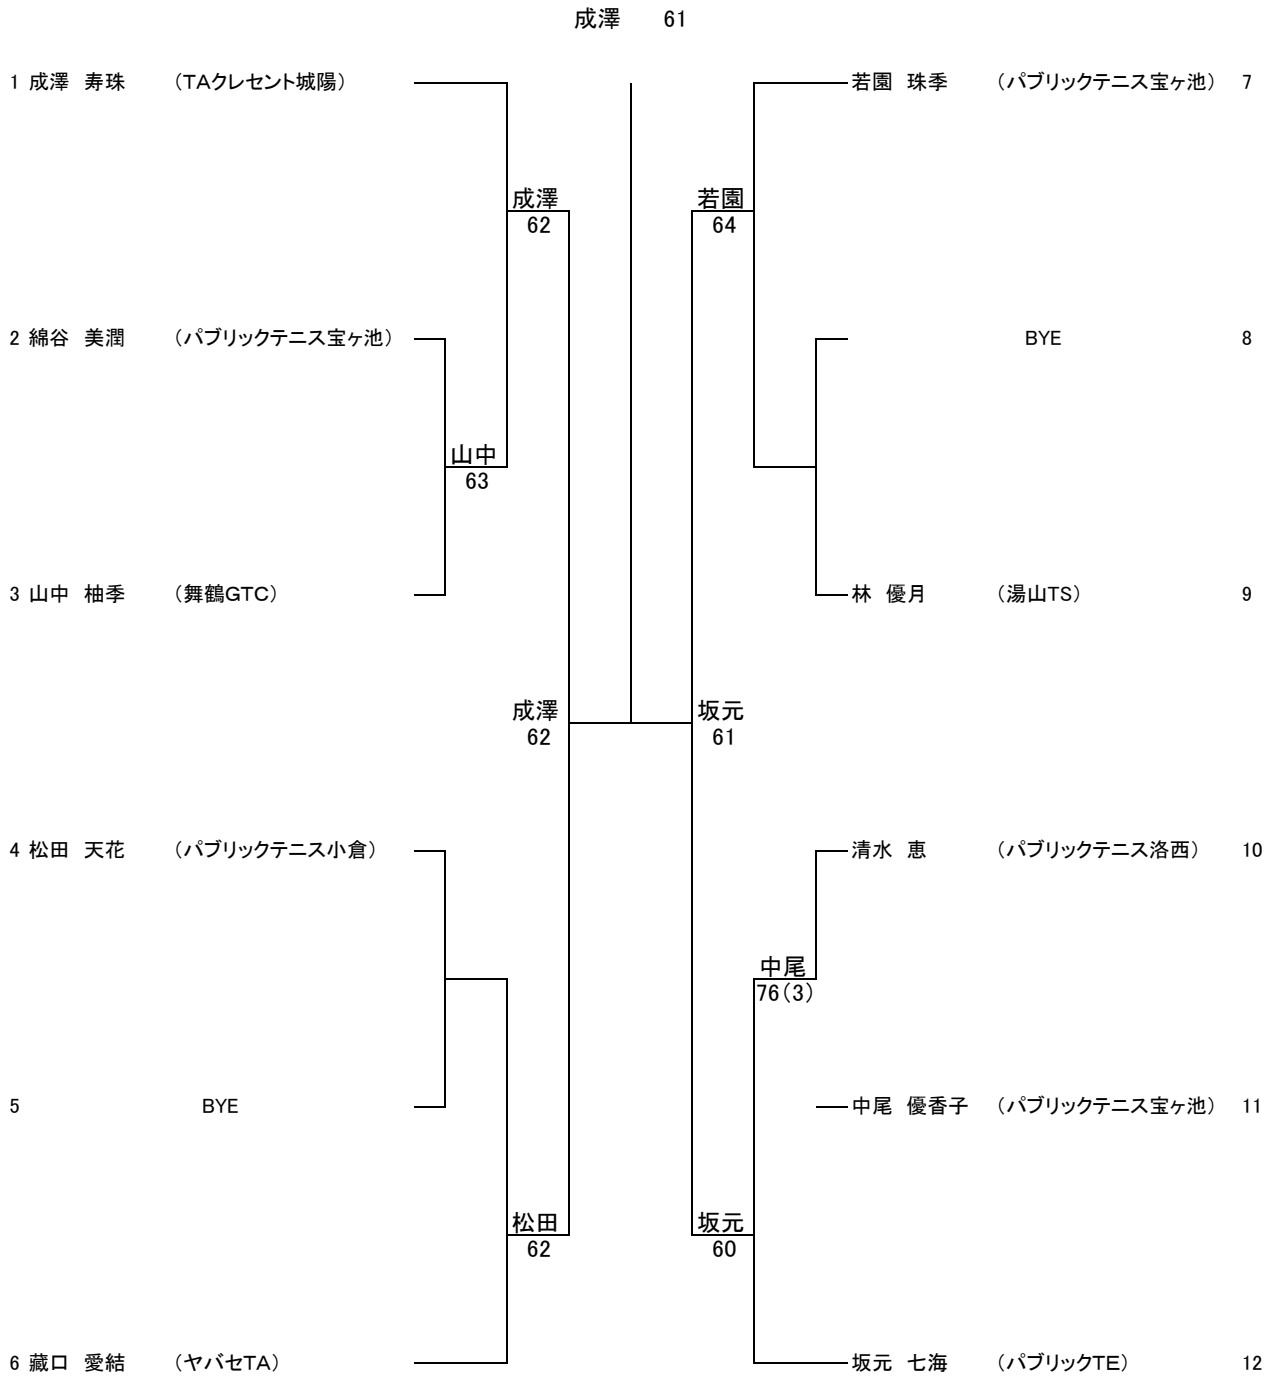 成澤 61
1 成澤 寿珠 (TAクレセント城陽)
若園 珠季 (パブリックテニス宝ヶ池) 7
成澤
62
若園
64
2 綿谷 美潤 (パブリックテニス宝ヶ池)
BYE 8
山中
63
3 山中 柚季 (舞鶴GTC)
林 優月 (湯山TS) 9
成澤
62
坂元
61
4 松田 天花 (パブリックテニス小倉)
清水 恵 (パブリックテニス洛西) 10
中尾
76(3)
5 BYE
中尾 優香子 (パブリックテニス宝ヶ池) 11
松田
62
坂元
60
6 藏口 愛結 (ヤバセTA)
坂元 七海 (パブリックTE) 12